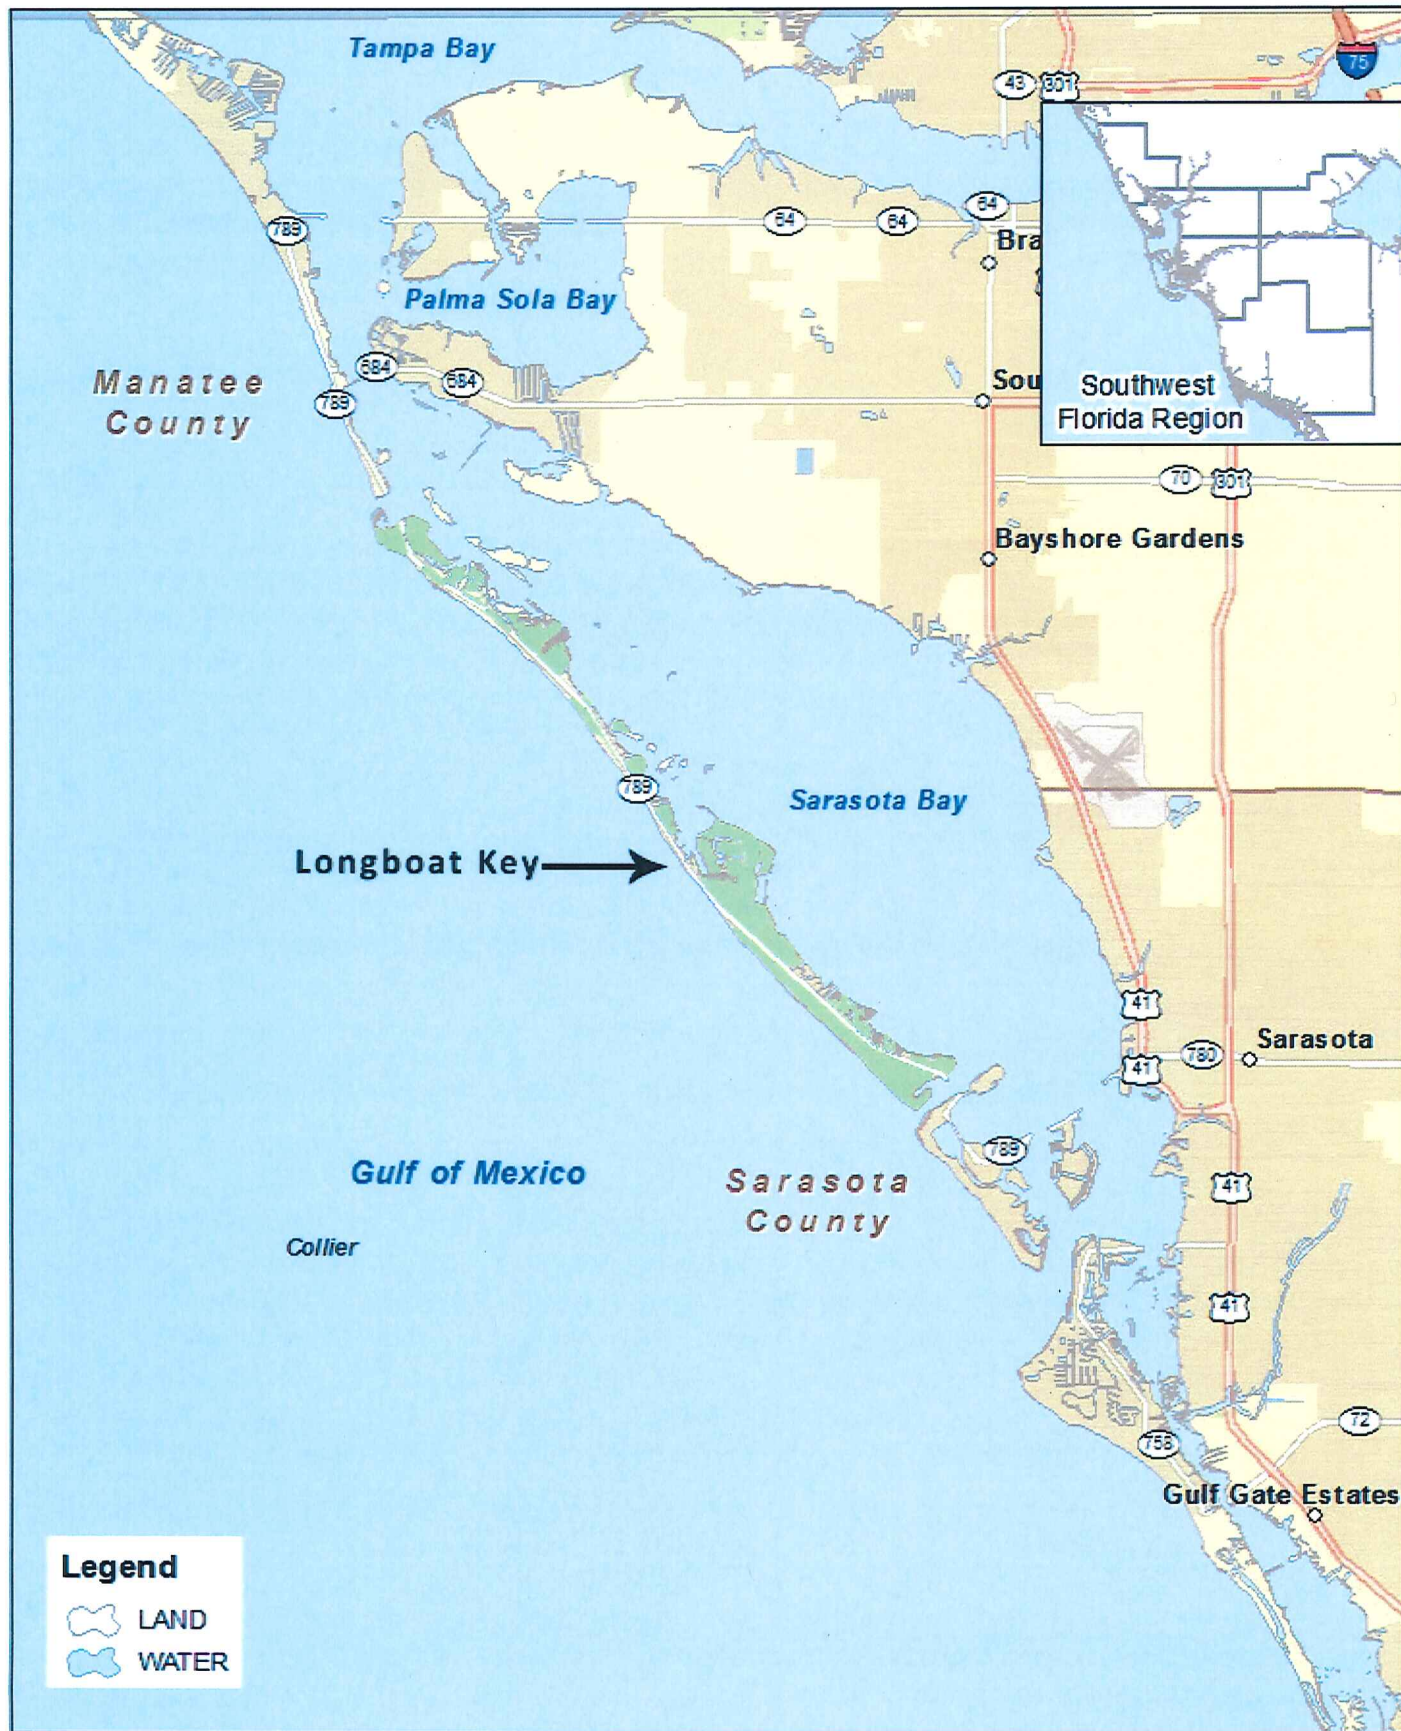 Tampa Bay
75
43
301
789
64
64
64
Bra
Palma Sola Bay
Manatee
County
684
684
789
Sou
Southwest
Florida Region
70
301
Bayshore Gardens
789
Sarasota Bay
Longboat Key
41
780
Sarasota
41
789
Gulf of Mexico
Sarasota
County
41
Collier
41
72
758
Gulf Gate Estates
Legend
LAND
WATER